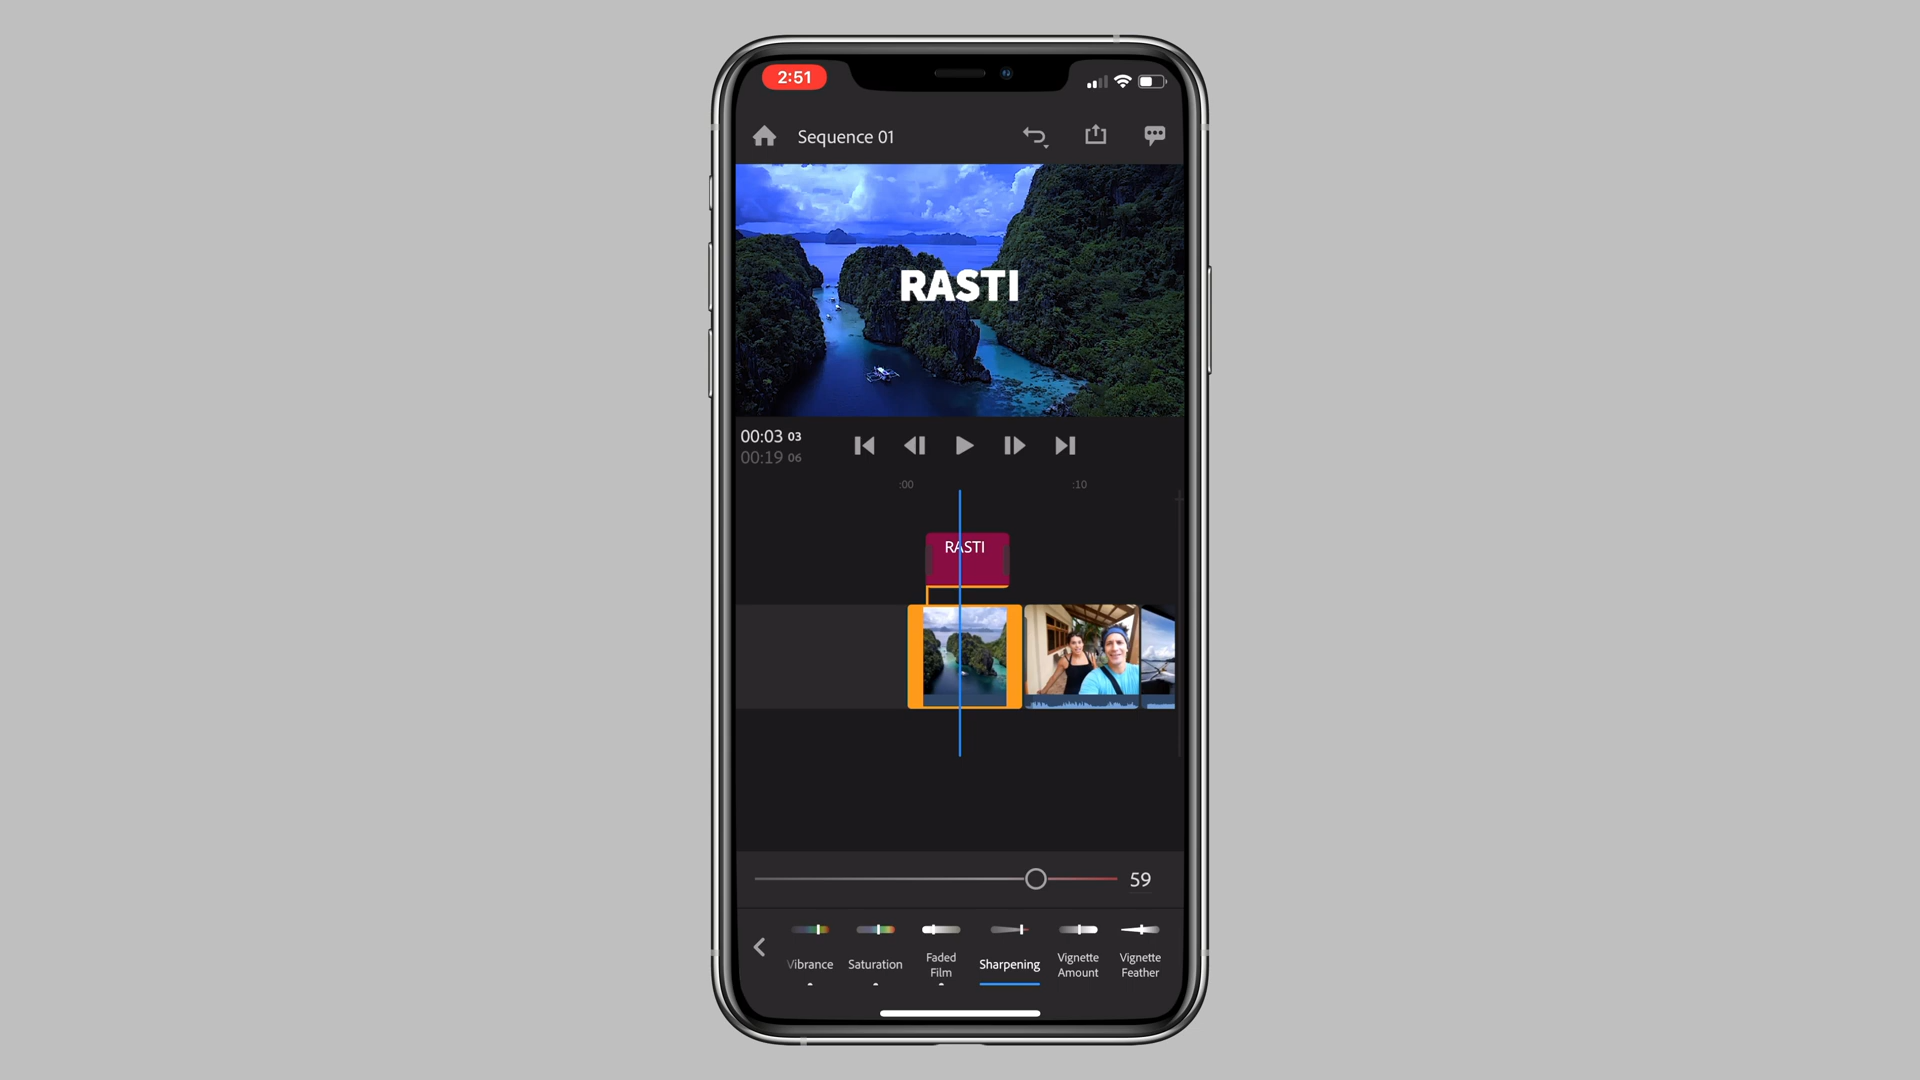 2:51
Sequence 01
RASTI
00:03 03
00:19 06
:00
:10
RASTI
59
Vibrance
Saturation
Faded
Film
Sharpening
Vignette
Amount
Vignette
Feather